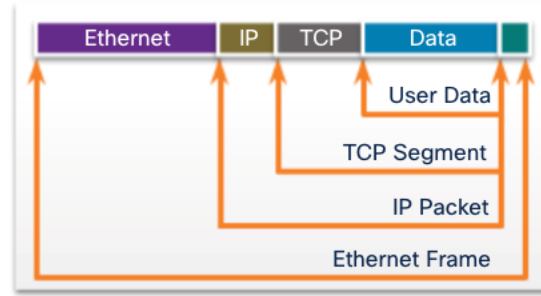 Ethernet IP TCP Data
User Data
TCP Segment
IP Packet
Ethernet Frame